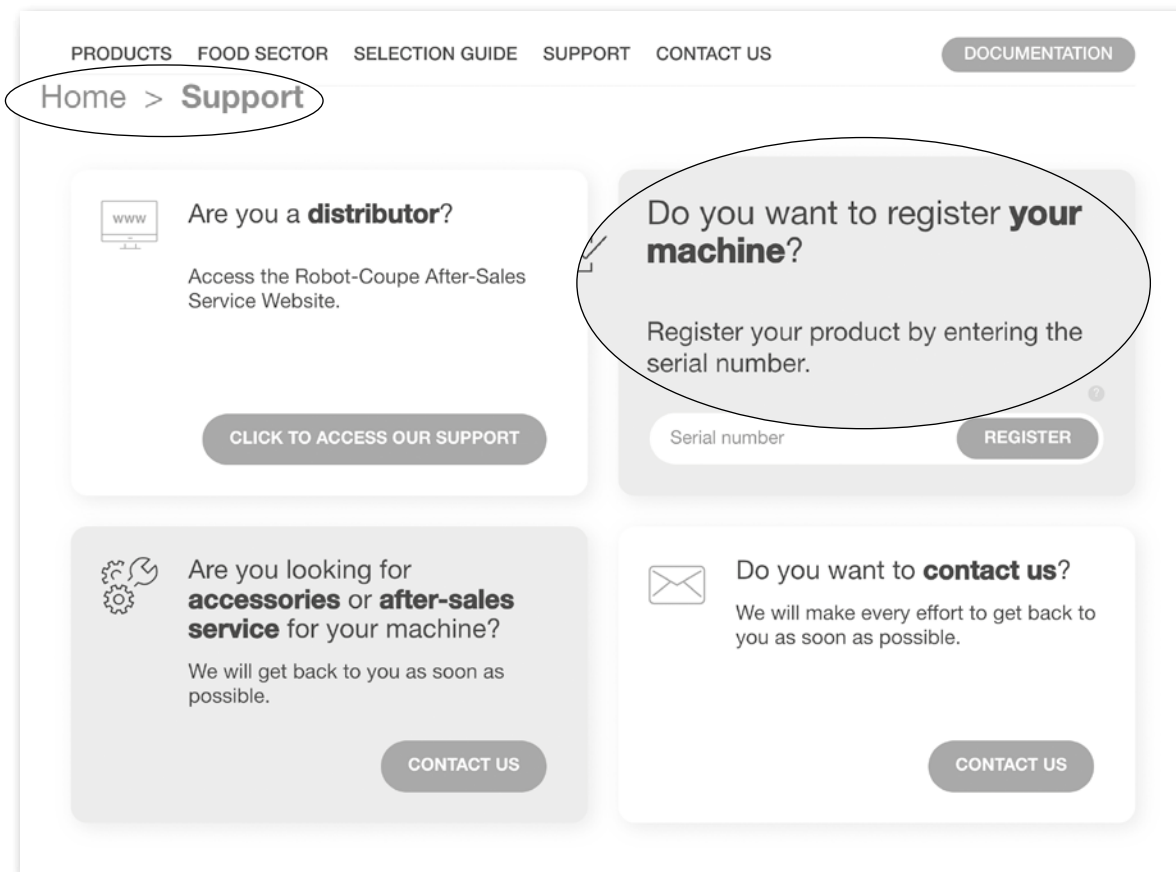 PRODUCTS FOOD SECTOR SELECTION GUIDE SUPPORT CONTACT US DOCUMENTATION
Home > Support
www
Are you a distributor?
Access the Robot-Coupe After-Sales
Service Website.
CLICK TO ACCESS OUR SUPPORT
Do you want to register your
machine?
Register your product by entering the
serial number.
?
Serial number REGISTER
Are you looking for
accessories or after-sales
service for your machine?
We will get back to you as soon as
possible.
CONTACT US
Do you want to contact us?
We will make every effort to get back to
you as soon as possible.
CONTACT US